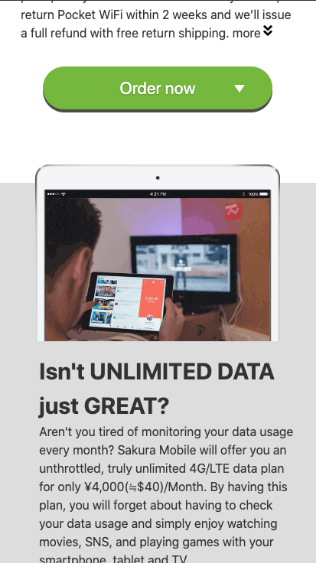 return Pocket WiFi within 2 weeks and we'll issue
a full refund with free return shipping. more
Order now
4:21 PM
100%
Isn't UNLIMITED DATA
just GREAT?
Aren't you tired of monitoring your data usage
every month? Sakura Mobile will offer you an
unthrottled, truly unlimited 4G/LTE data plan
for only ¥4,000(≒$40)/Month. By having this
plan, you will forget about having to check
your data usage and simply enjoy watching
movies, SNS, and playing games with your
smartphone, tablet and TV.